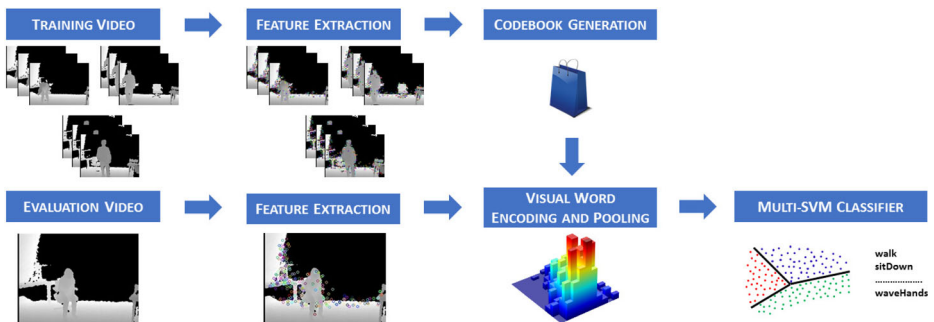 TRAINING VIDEO
FEATURE EXTRACTION
CODEBOOK GENERATION
EVALUATION VIDEO
FEATURE EXTRACTION
VISUAL WORD
ENCODING AND POOLING
MULTI-SVM CLASSIFIER
walk
sitDown
...................
waveHands